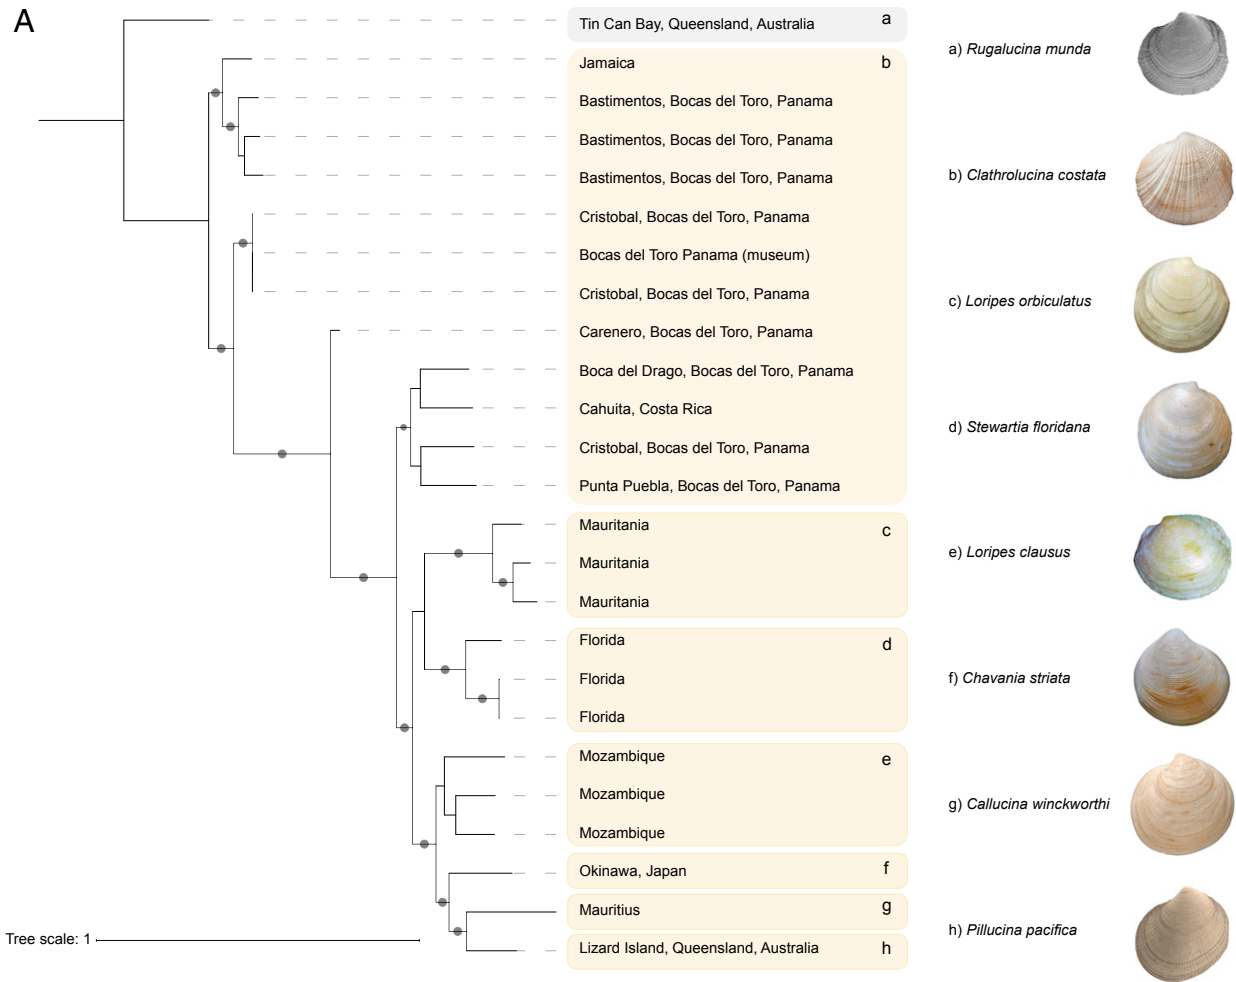 A
Tin Can Bay, Queensland, Australia a
Jamaica b
Bastimentos, Bocas del Toro, Panama
Bastimentos, Bocas del Toro, Panama
Bastimentos, Bocas del Toro, Panama
Cristobal, Bocas del Toro, Panama
Bocas del Toro Panama (museum)
Cristobal, Bocas del Toro, Panama
Carenero, Bocas del Toro, Panama
Boca del Drago, Bocas del Toro, Panama
Cahuita, Costa Rica
Cristobal, Bocas del Toro, Panama
Punta Puebla, Bocas del Toro, Panama
Mauritania c
Mauritania
Mauritania
Florida d
Florida
Florida
Mozambique e
Mozambique
Mozambique
Okinawa, Japan f
Mauritius g
Lizard Island, Queensland, Australia h
Tree scale: 1
a) Rugalucina munda
b) Clathrolucina costata
c) Loripes orbiculatus
d) Stewartia floridana
e) Loripes clausus
f) Chavania striata
g) Callucina winckworthi
h) Pillucina pacifica